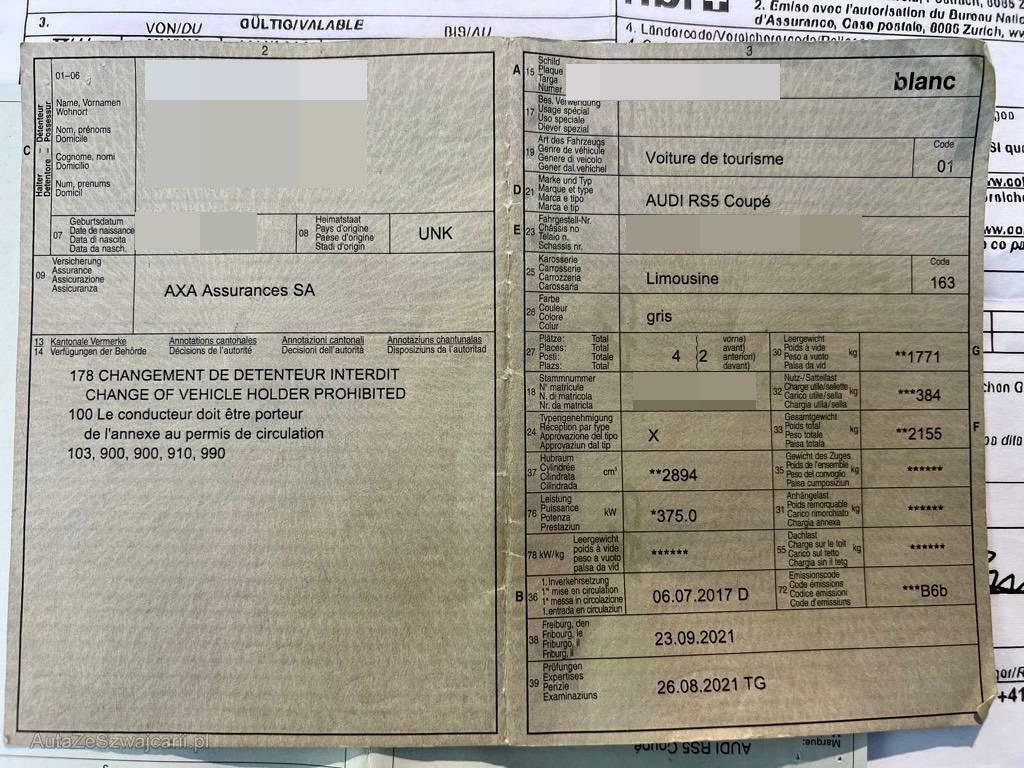 3.
VON/DU
GÜLTIG/VALABLE
BIS/AU
2. Emise avec l'autorisation du Bureau Natio
d'Assurance, Case postale, 8085 Zurich, ww
2
01-06
Détenteur
Possessur
Halter
Detentore
C
Name, Vornamen
Wohnort
Nom, prénoms
Domicile
Cognome, nomi
Domicilio
Num, prenums
Domicil
07
Geburtsdatum
Date de naissance
Data di nascita
Data da nasch.
08
Heimatstaat
Pays d'origine
Paese d'origine
Stadi d'origin
UNK
09
Versicherung
Assurance
Assicurazione
Assicuranza
AXA Assurances SA
13 Kantonale Vermerke
Annotations cantonales
Annotazioni cantonali
Annotaziuns chantunalas
14 Verfügungen der Behörde
Décisions de l'autorité
Decisioni dell'autorità
Disposiziuns da l'autoritad
178 CHANGEMENT DE DETENTEUR INTERDIT
CHANGE OF VEHICLE HOLDER PROHIBITED
100 Le conducteur doit être porteur
de l'annexe au permis de circulation
103, 900, 900, 910, 990
3
A
15
Schild
Plaque
Targa
Numer
blanc
17
Bes. Verwendung
Usage spécial
Uso speciale
Diever spezial
19
Art des Fahrzeugs
Genre de véhicule
Genere di veicolo
Gener dal vehichel
Voiture de tourisme
Code
01
D
21
Marke und Typ
Marque et type
Marca e tipo
Marca e tip
AUDI RS5 Coupé
E
23
Fahrgestell-Nr.
Châssis no
Telaio n.
Schassis nr.
25
Karosserie
Carrosserie
Carrozzeria
Carossaria
Limousine
Code
163
26
Farbe
Couleur
Colore
Colur
gris
27
Plätze: Total
Places: Total
Posti: Totale
Plazs: Total
4
2
vorne)
avant)
anteriori)
davant)
30
Leergewicht
Poids à vide
Peso a vuoto
Paisa da vid
kg
**1771
G
18
Stammnummer
N° matricule
N. di matricola
Nr. da matricla
32
Nutz-/Sattellast
Charge utile/sellette
Carico utile/sella
Chargia utila/sella
kg
***384
24
Typengenehmigung
Réception par type
Approvazione del tipo
Approvaziun dal tip
X
33
Gesamtgewicht
Poids total
Peso totale
Paisa totala
kg
**2155
F
37
Hubraum
Cylindrée
Cilindrata
Cilindrada
cm³
**2894
35
Gewicht des Zuges
Poids de l'ensemble
Peso del convoglio
Paisa cumposiziun
kg
******
76
Leistung
Puissance
Potenza
Prestaziun
kW
*375.0
31
Anhängelast
Poids remorquable
Carico rimorchiato
Chargia annexa
kg
******
78 kW/kg
Leergewicht
poids à vide
peso a vuoto
paisa da vid
******
55
Dachlast
Charge sur le toit
Carico sul tetto
Chargia sin il tetg
kg
******
B
36
1. Inverkehrsetzung
1ʳᵉ mise en circulation
1ᵃ messa in circolazione
1. entrada en circulaziun
06.07.2017 D
72
Emissionscode
Code émissions
Codice emissioni
Code d'emissiuns
***B6b
38
Freiburg, den
Fribourg, le
Friburgo, il
Friburg, il
23.09.2021
39
Prüfungen
Expertises
Perizie
Examinaziuns
26.08.2021 TG
AutaZeSzwajcarii.pl
AUDI RS5 Coupé
Marque:
+41